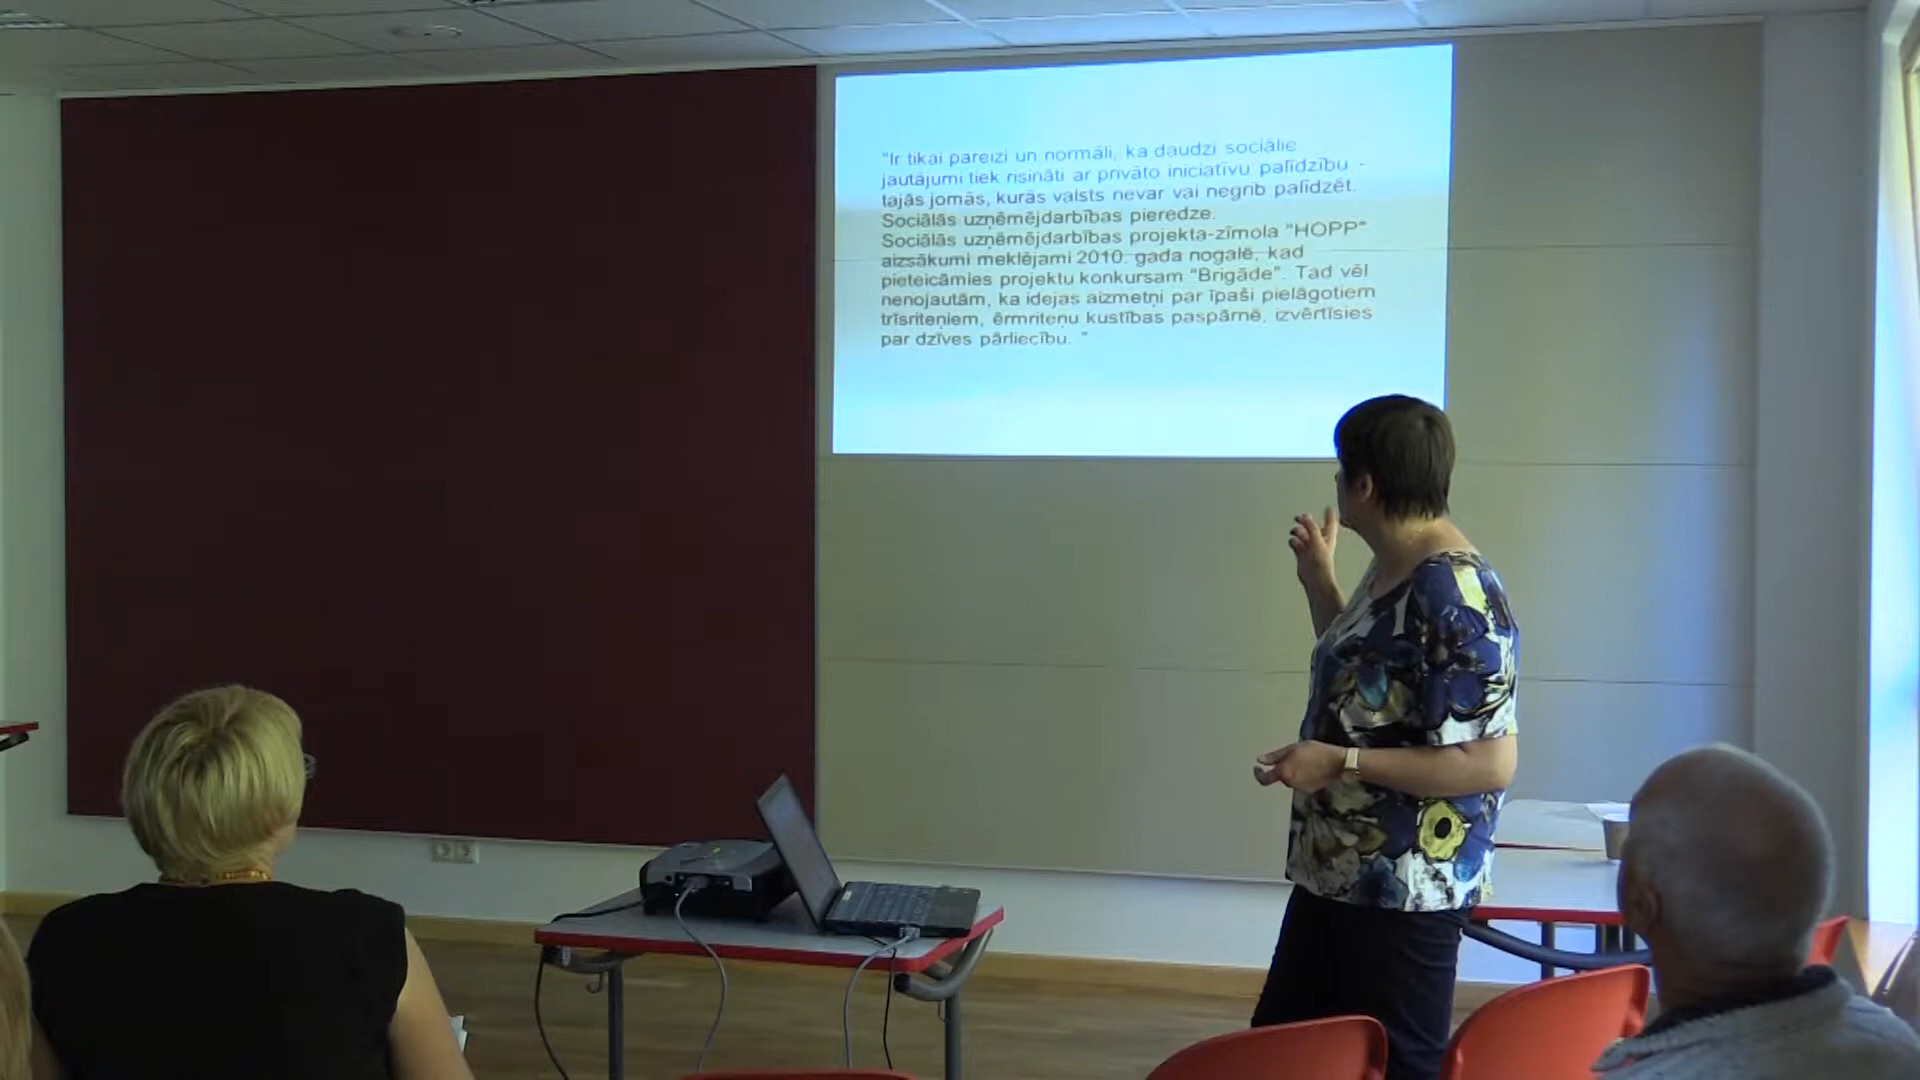 "Ir tikai pareizi un normāli, ka daudzi sociālie
jautājumi tiek risināti ar privāto iniciatīvu palīdzību -
tajās jomās, kurās valsts nevar vai negrib palīdzēt.
Sociālās uzņēmējdarbības pieredze.
Sociālās uzņēmējdarbības projekta-zīmola "HOPP"
aizsākumi meklējami 2010. gada nogalē, kad
pieteicāmies projektu konkursam "Brigāde". Tad vēl
nenojautām, ka idejas aizmetņi par īpaši pielāgotiem
trīsriteņiem, ērmriteņu kustības paspārnē, izvērtīsies
par dzīves pārliecību. "